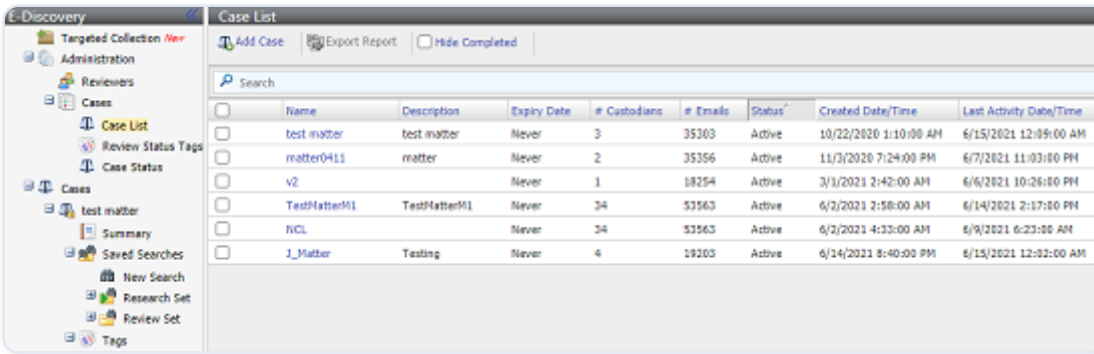 E-Discovery
Targeted Collection New
Administration
Reviewers
Cases
Case List
Review Status Tags
Case Status
Cases
test matter
Summary
Saved Searches
New Search
Research Set
Review Set
Tags
Case List
Add Case Export Report Hide Completed
Search
Name Description Expiry Date # Custodians # Emails Status Created Date/Time Last Activity Date/Time
test matter test matter Never 3 35303 Active 10/22/2020 1:10:00 AM 6/15/2021 12:09:00 AM
matter0411 matter Never 2 35356 Active 11/3/2020 7:24:00 PM 6/7/2021 11:03:00 PM
v2 Never 1 18254 Active 3/1/2021 2:42:00 AM 6/6/2021 10:26:00 PM
TestMatterM1 TestMatterM1 Never 34 53563 Active 6/2/2021 2:58:00 AM 6/14/2021 2:17:00 PM
NCL Never 34 53563 Active 6/2/2021 4:33:00 AM 6/9/2021 6:23:00 AM
J_Matter Testing Never 4 19203 Active 6/14/2021 8:40:00 PM 6/15/2021 12:02:00 AM